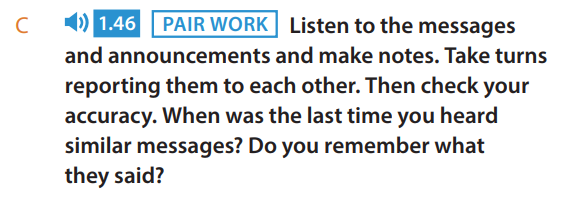 C 1.46 PAIR WORK Listen to the messages
and announcements and make notes. Take turns
reporting them to each other. Then check your
accuracy. When was the last time you heard
similar messages? Do you remember what
they said?